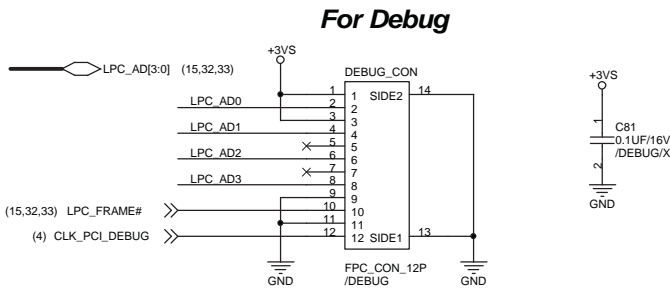 For Debug
LPC_AD[3:0] (15,32,33)
+3VS
DEBUG_CON
+3VS
1 1 SIDE2 14
LPC_AD0 2 2
3 3
LPC_AD1 4 4
5 5
LPC_AD2 6 6
7 7
LPC_AD3 8 8
9 9
(15,32,33) LPC_FRAME# 10 10
11 11
(4) CLK_PCI_DEBUG 12 12 SIDE1 13
1
C81
0.1UF/16V
/DEBUG/X
2
GND
GND
FPC_CON_12P
/DEBUG
GND